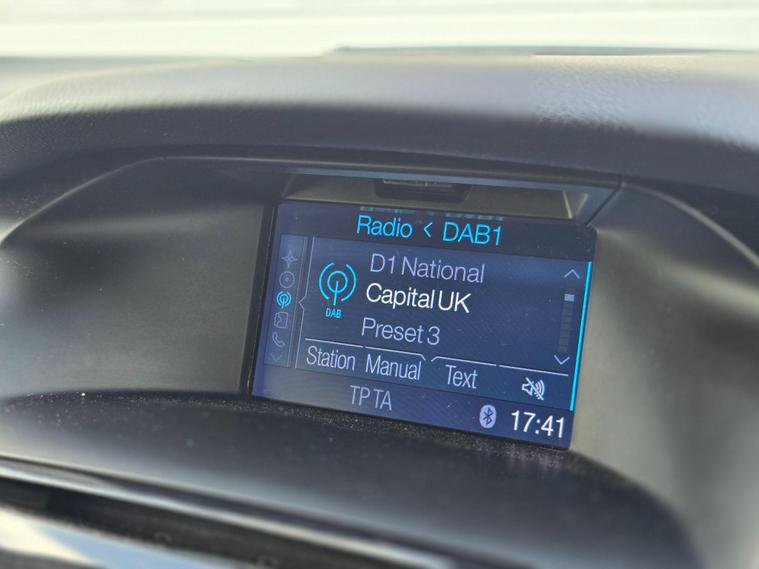 Radio < DAB1
D1 National
Capital UK
DAB
Preset 3
Station Manual Text
TP TA
17:41